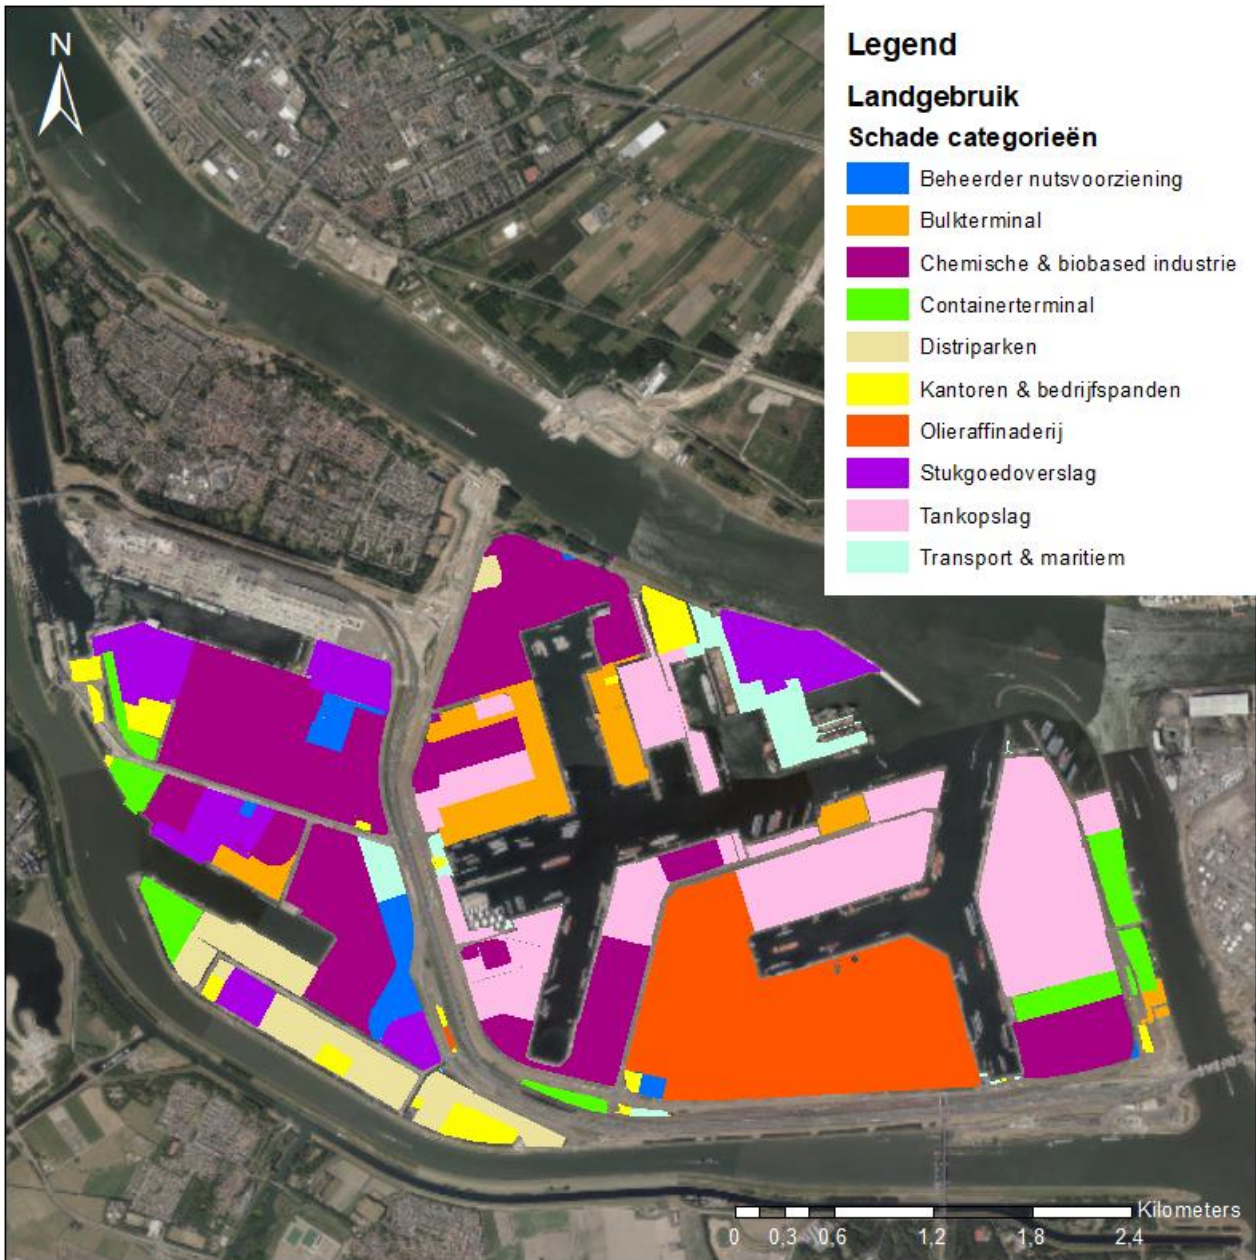 N
Legend
Landgebruik
Schade categorieën
Beheerder nutsvoorziening
Bulkterminal
Chemische & biobased industrie
Containerterminal
Distriparken
Kantoren & bedrijfspanden
Olieraffinaderij
Stukgoedoverslag
Tankopslag
Transport & maritiem
Kilometers
0 0,3 0,6 1,2 1,8 2,4